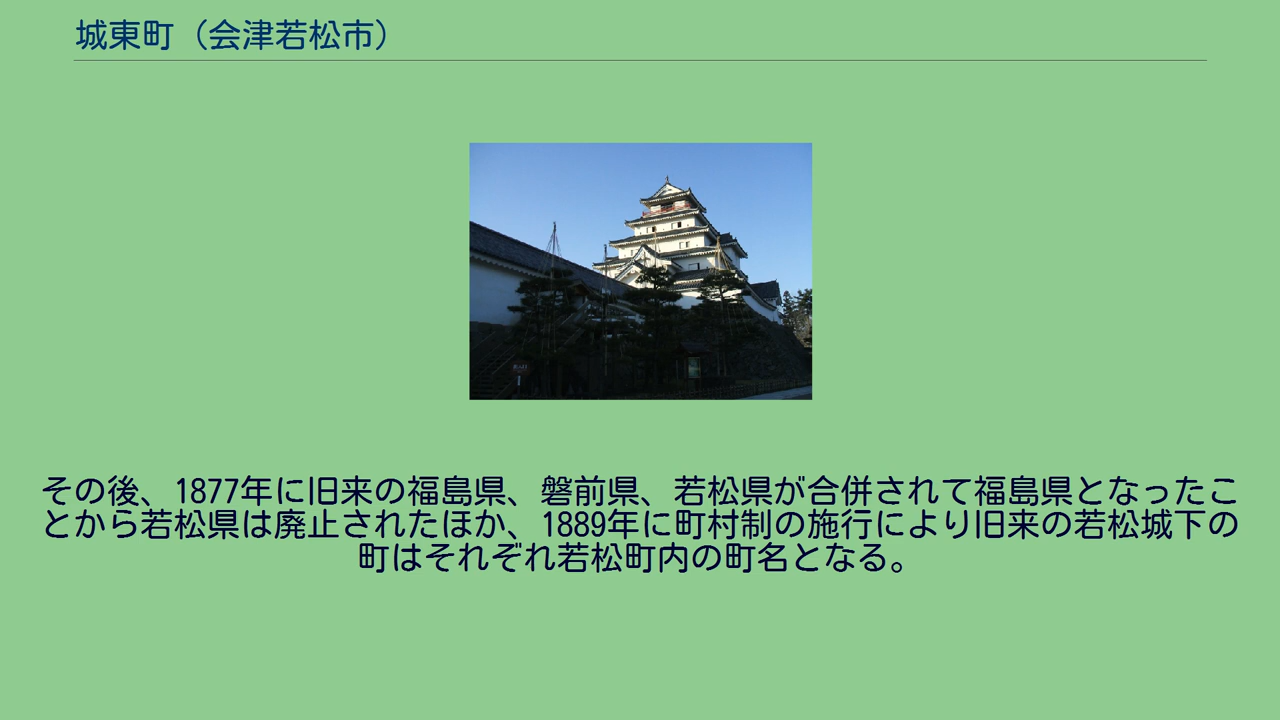 城東町（会津若松市）
その後、1877年に旧来の福島県、磐前県、若松県が合併されて福島県となったこ
とから若松県は廃止されたほか、1889年に町村制の施行により旧来の若松城下の
町はそれぞれ若松町内の町名となる。